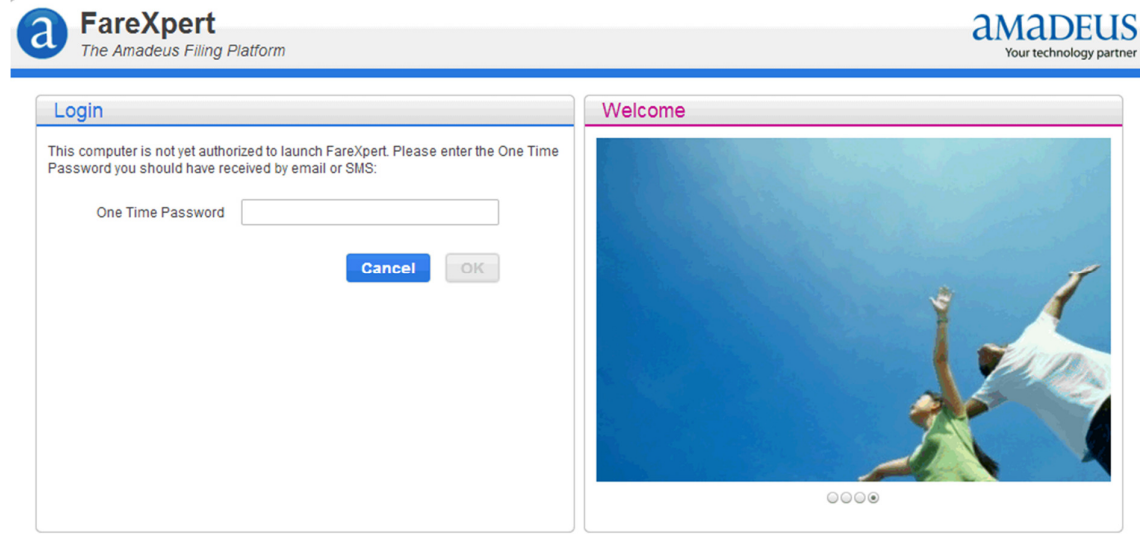 a
FareXpert
The Amadeus Filing Platform
amadeus
Your technology partner
Login
This computer is not yet authorized to launch FareXpert. Please enter the One Time
Password you should have received by email or SMS:
One Time Password
Cancel
OK
Welcome